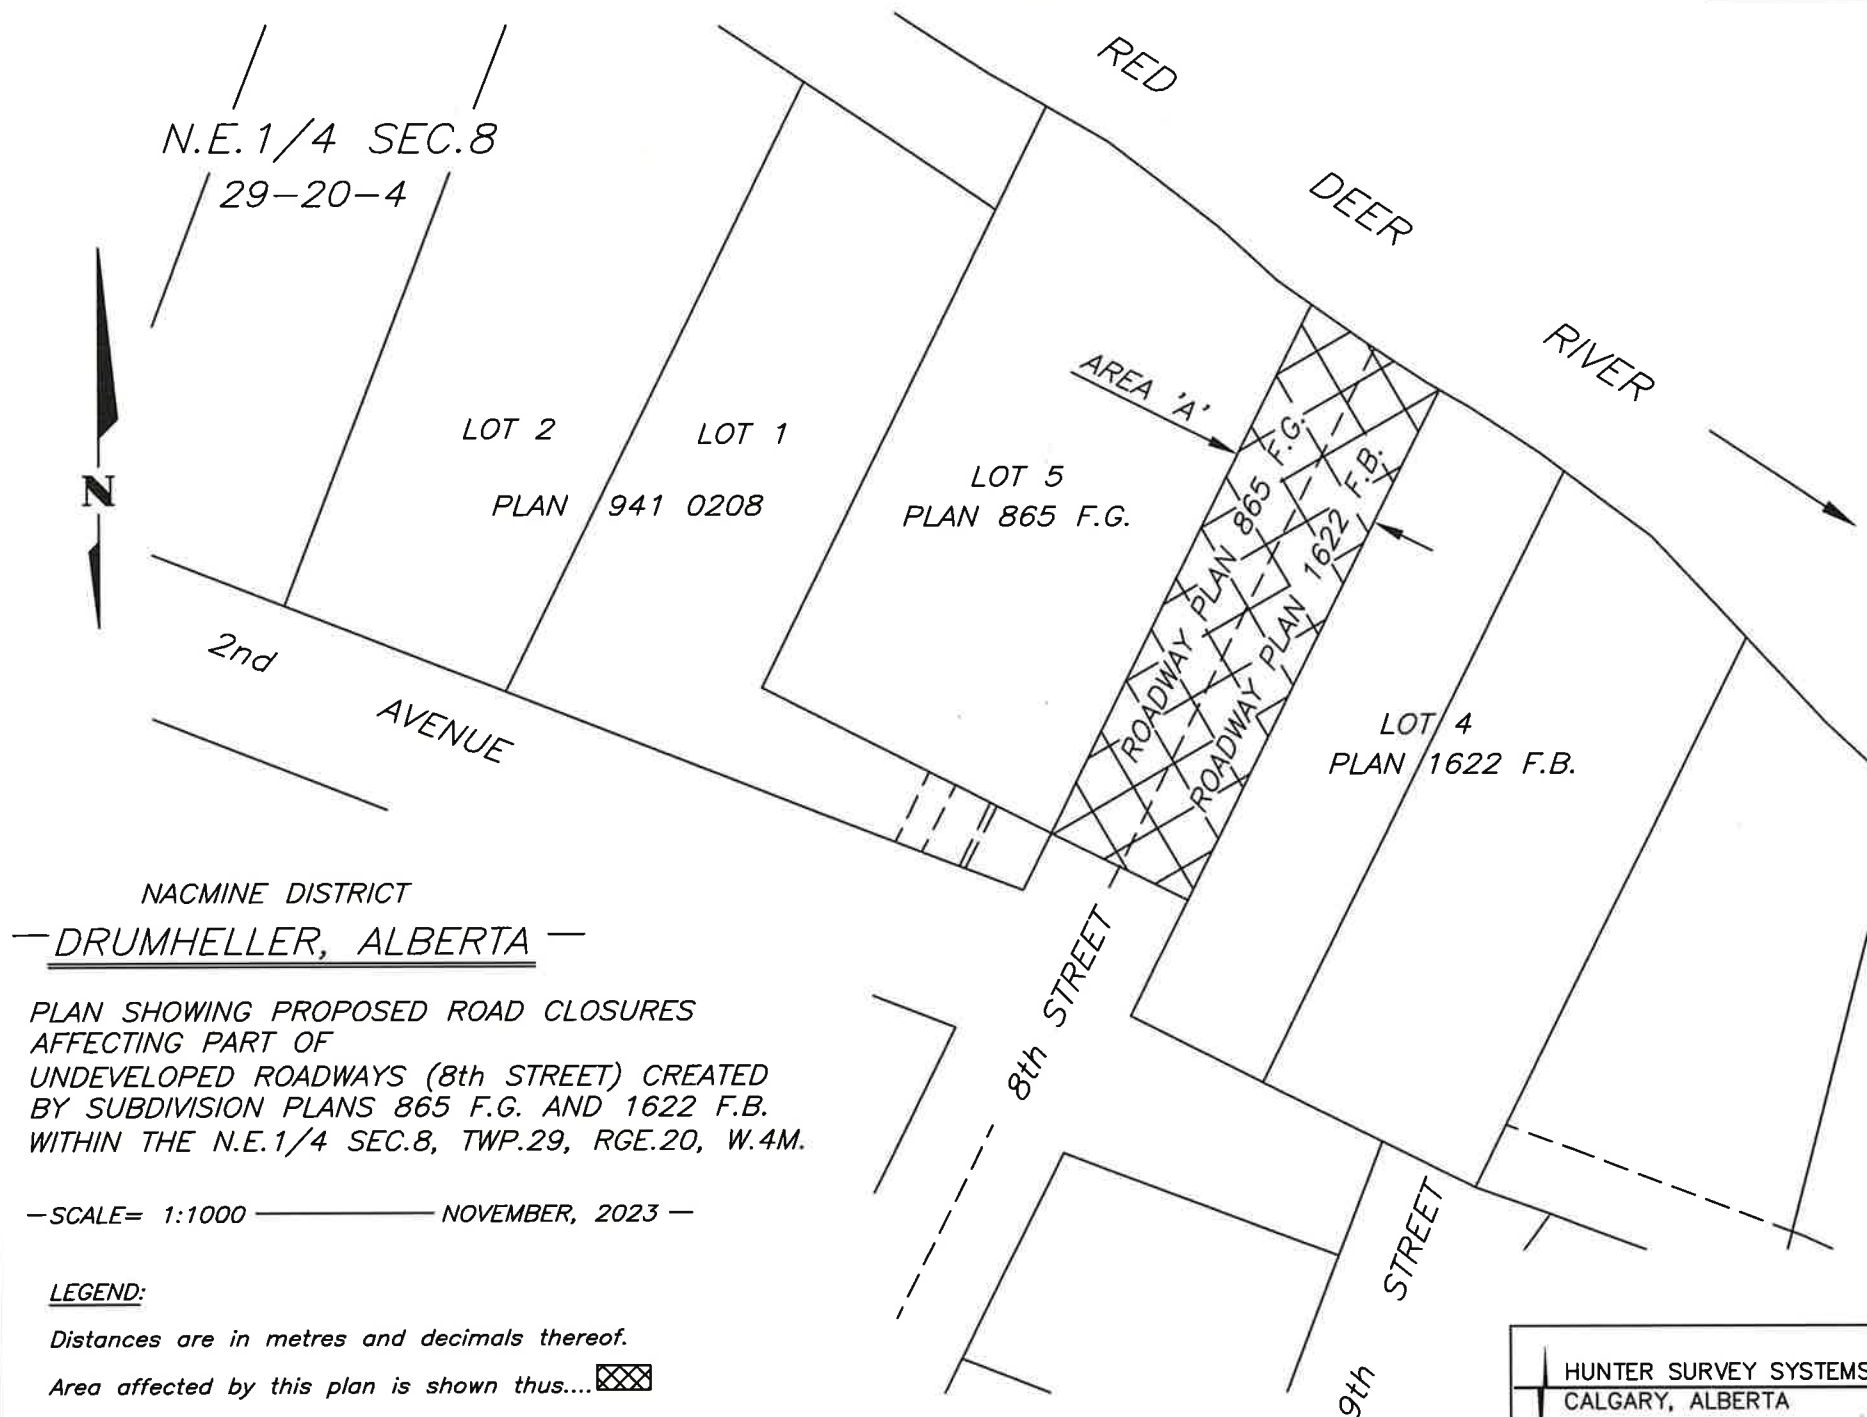 RED
DEER
RIVER
N.E.1/4 SEC.8
29-20-4
N
AREA 'A'
LOT 2
LOT 1
PLAN 941 0208
LOT 5
PLAN 865 F.G.
ROADWAY PLAN 865 F.G.
ROADWAY PLAN 1622 F.B.
LOT 4
PLAN 1622 F.B.
2nd
AVENUE
8th STREET
9th STREET
NACMINE DISTRICT
DRUMHELLER, ALBERTA
PLAN SHOWING PROPOSED ROAD CLOSURES
AFFECTING PART OF
UNDEVELOPED ROADWAYS (8th STREET) CREATED
BY SUBDIVISION PLANS 865 F.G. AND 1622 F.B.
WITHIN THE N.E.1/4 SEC.8, TWP.29, RGE.20, W.4M.
SCALE= 1:1000 NOVEMBER, 2023
LEGEND:
Distances are in metres and decimals thereof.
Area affected by this plan is shown thus....
HUNTER SURVEY SYSTEMS
CALGARY, ALBERTA